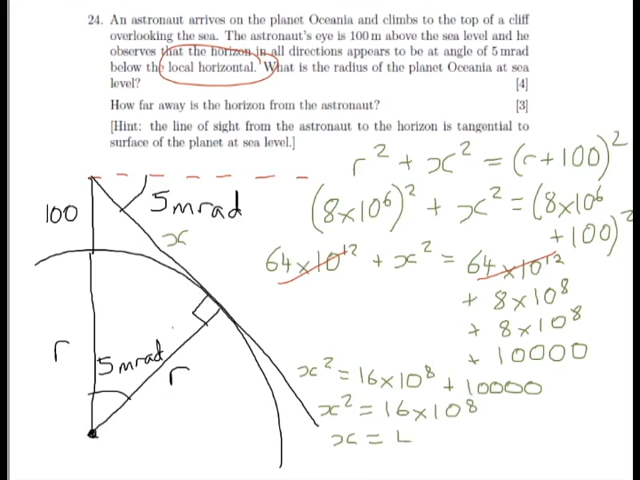 24. An astronaut arrives on the planet Oceania and climbs to the top of a cliff
overlooking the sea. The astronaut's eye is 100 m above the sea level and he
observes that the horizon in all directions appears to be at angle of 5 mrad
below the local horizontal. What is the radius of the planet Oceania at sea
level? [4]
How far away is the horizon from the astronaut? [3]
[Hint: the line of sight from the astronaut to the horizon is tangential to
surface of the planet at sea level.]
r² + x² = (r+100)²
5mrad
100
(8×10⁶)² + x² = (8×10⁶
+100)²
x
64×10¹² + x² = 64×10¹²
+ 8×10⁸
+ 8×10⁸
+ 10000
r
5mrad
r
x² = 16×10⁸ + 10000
x² = 16×10⁸
x = 4